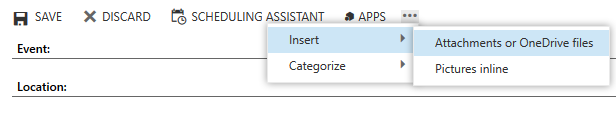 SAVE DISCARD SCHEDULING ASSISTANT APPS ...
Insert
Attachments or OneDrive files
Event:
Categorize
Pictures inline
Location: